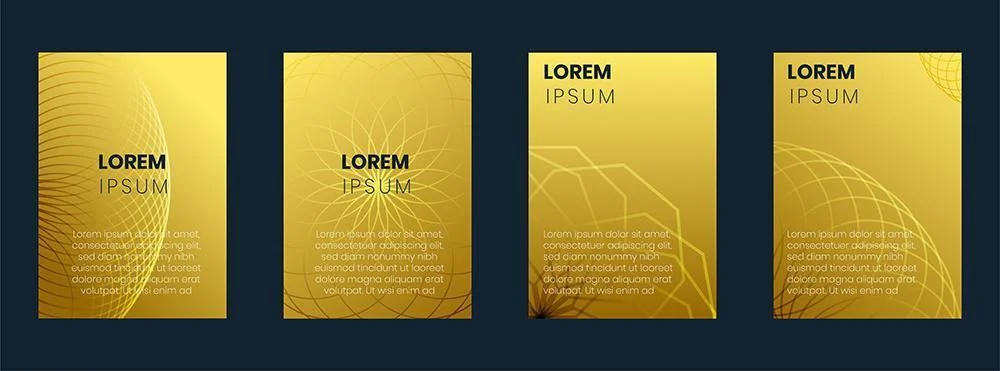 LOREM
IPSUM
Lorem ipsum dolor sit amet,
consectetuer adipiscing elit,
sed diam nonummy nibh
euismod tincidunt ut laoreet
dolore magna aliquam erat
volutpat. Ut wisi enim ad
LOREM
IPSUM
Lorem ipsum dolor sit amet,
consectetuer adipiscing elit,
sed diam nonummy nibh
euismod tincidunt ut laoreet
dolore magna aliquam erat
volutpat. Ut wisi enim ad
LOREM
IPSUM
Lorem ipsum dolor sit amet,
consectetuer adipiscing elit,
sed diam nonummy nibh
euismod tincidunt ut laoreet
dolore magna aliquam erat
volutpat. Ut wisi enim ad
LOREM
IPSUM
Lorem ipsum dolor sit amet,
consectetuer adipiscing elit,
sed diam nonummy nibh
euismod tincidunt ut laoreet
dolore magna aliquam erat
volutpat. Ut wisi enim ad